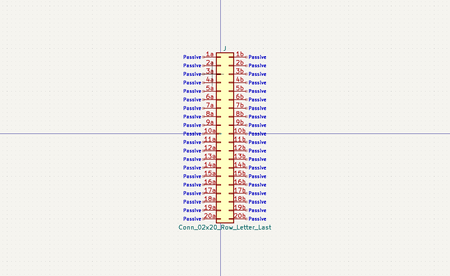 J
Passive 1a 1b Passive
Passive 2a 2b Passive
Passive 3a 3b Passive
Passive 4a 4b Passive
Passive 5a 5b Passive
Passive 6a 6b Passive
Passive 7a 7b Passive
Passive 8a 8b Passive
Passive 9a 9b Passive
Passive 10a 10b Passive
Passive 11a 11b Passive
Passive 12a 12b Passive
Passive 13a 13b Passive
Passive 14a 14b Passive
Passive 15a 15b Passive
Passive 16a 16b Passive
Passive 17a 17b Passive
Passive 18a 18b Passive
Passive 19a 19b Passive
Passive 20a 20b Passive
Conn_02x20_Row_Letter_Last